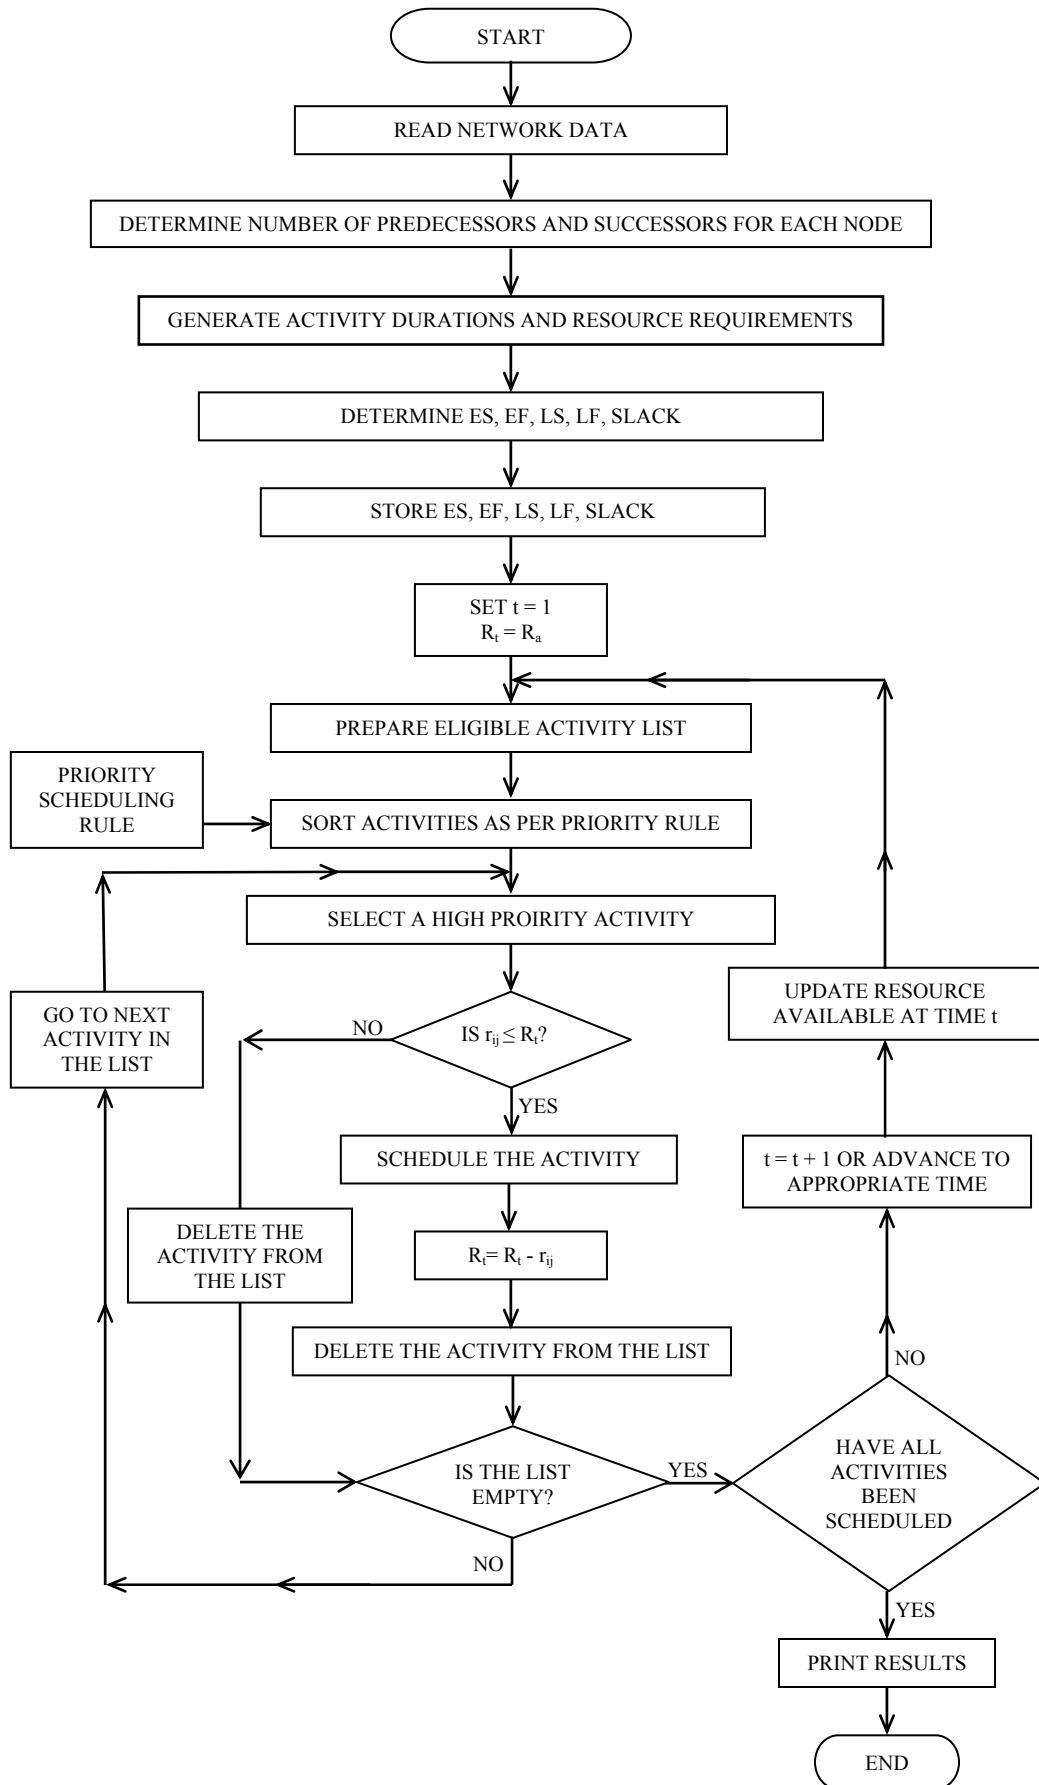 START
READ NETWORK DATA
DETERMINE NUMBER OF PREDECESSORS AND SUCCESSORS FOR EACH NODE
GENERATE ACTIVITY DURATIONS AND RESOURCE REQUIREMENTS
DETERMINE ES, EF, LS, LF, SLACK
STORE ES, EF, LS, LF, SLACK
SET t = 1
Rt = Ra
PREPARE ELIGIBLE ACTIVITY LIST
PRIORITY
SCHEDULING
RULE
SORT ACTIVITIES AS PER PRIORITY RULE
SELECT A HIGH PROIRITY ACTIVITY
GO TO NEXT
ACTIVITY IN
THE LIST
NO
IS rij ≤ Rt?
YES
UPDATE RESOURCE
AVAILABLE AT TIME t
SCHEDULE THE ACTIVITY
t = t + 1 OR ADVANCE TO
APPROPRIATE TIME
DELETE THE
ACTIVITY FROM
THE LIST
Rt= Rt - rij
DELETE THE ACTIVITY FROM THE LIST
NO
IS THE LIST
EMPTY?
YES
HAVE ALL
ACTIVITIES
BEEN
SCHEDULED
NO
YES
PRINT RESULTS
END